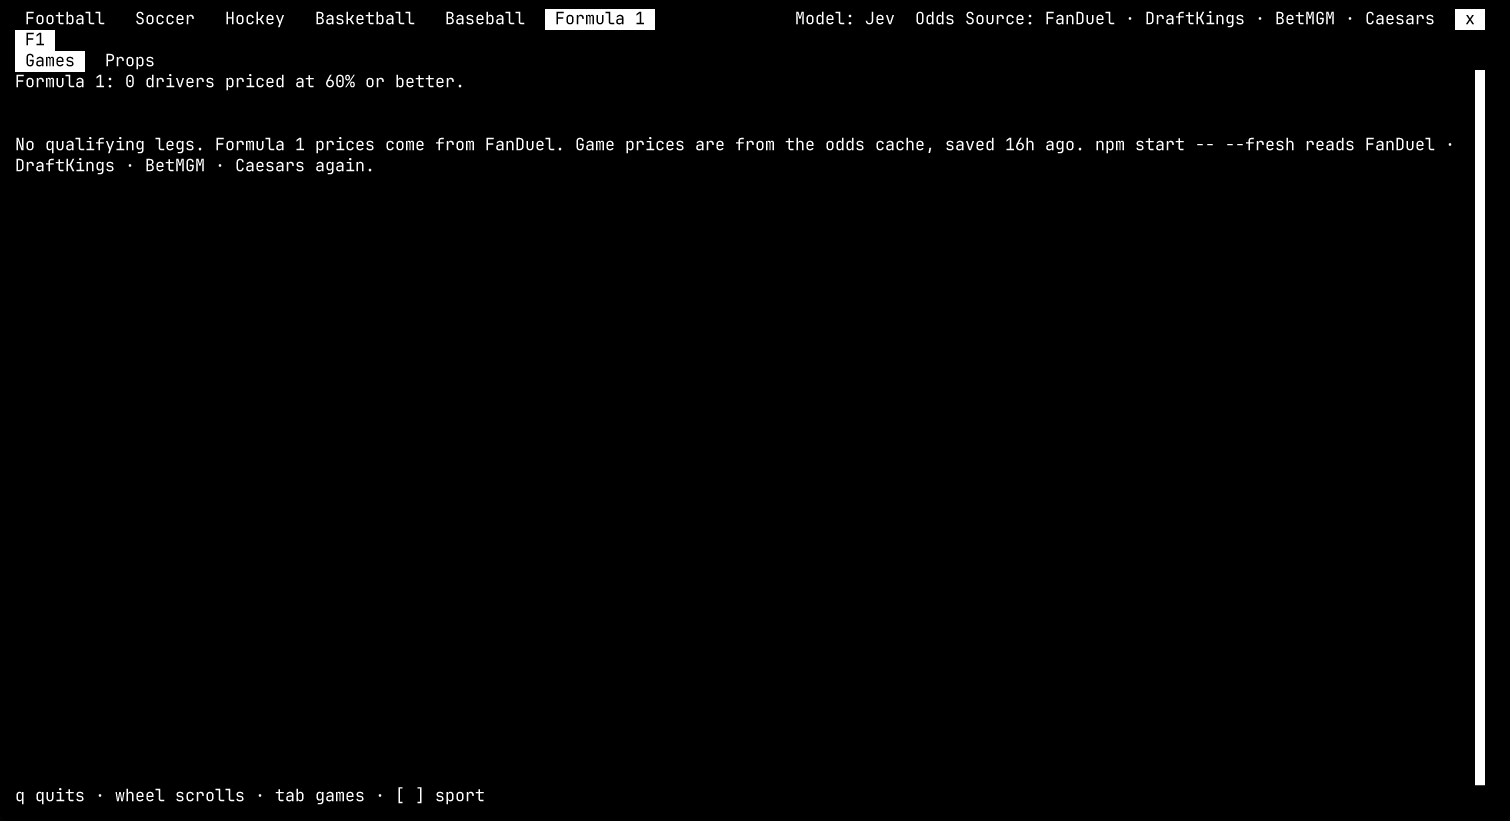 Football Soccer Hockey Basketball Baseball Formula 1 Model: Jev Odds Source: FanDuel · DraftKings · BetMGM · Caesars x
F1
Games Props
Formula 1: 0 drivers priced at 60% or better.
No qualifying legs. Formula 1 prices come from FanDuel. Game prices are from the odds cache, saved 16h ago. npm start -- --fresh reads FanDuel ·
DraftKings · BetMGM · Caesars again.
q quits · wheel scrolls · tab games · [ ] sport